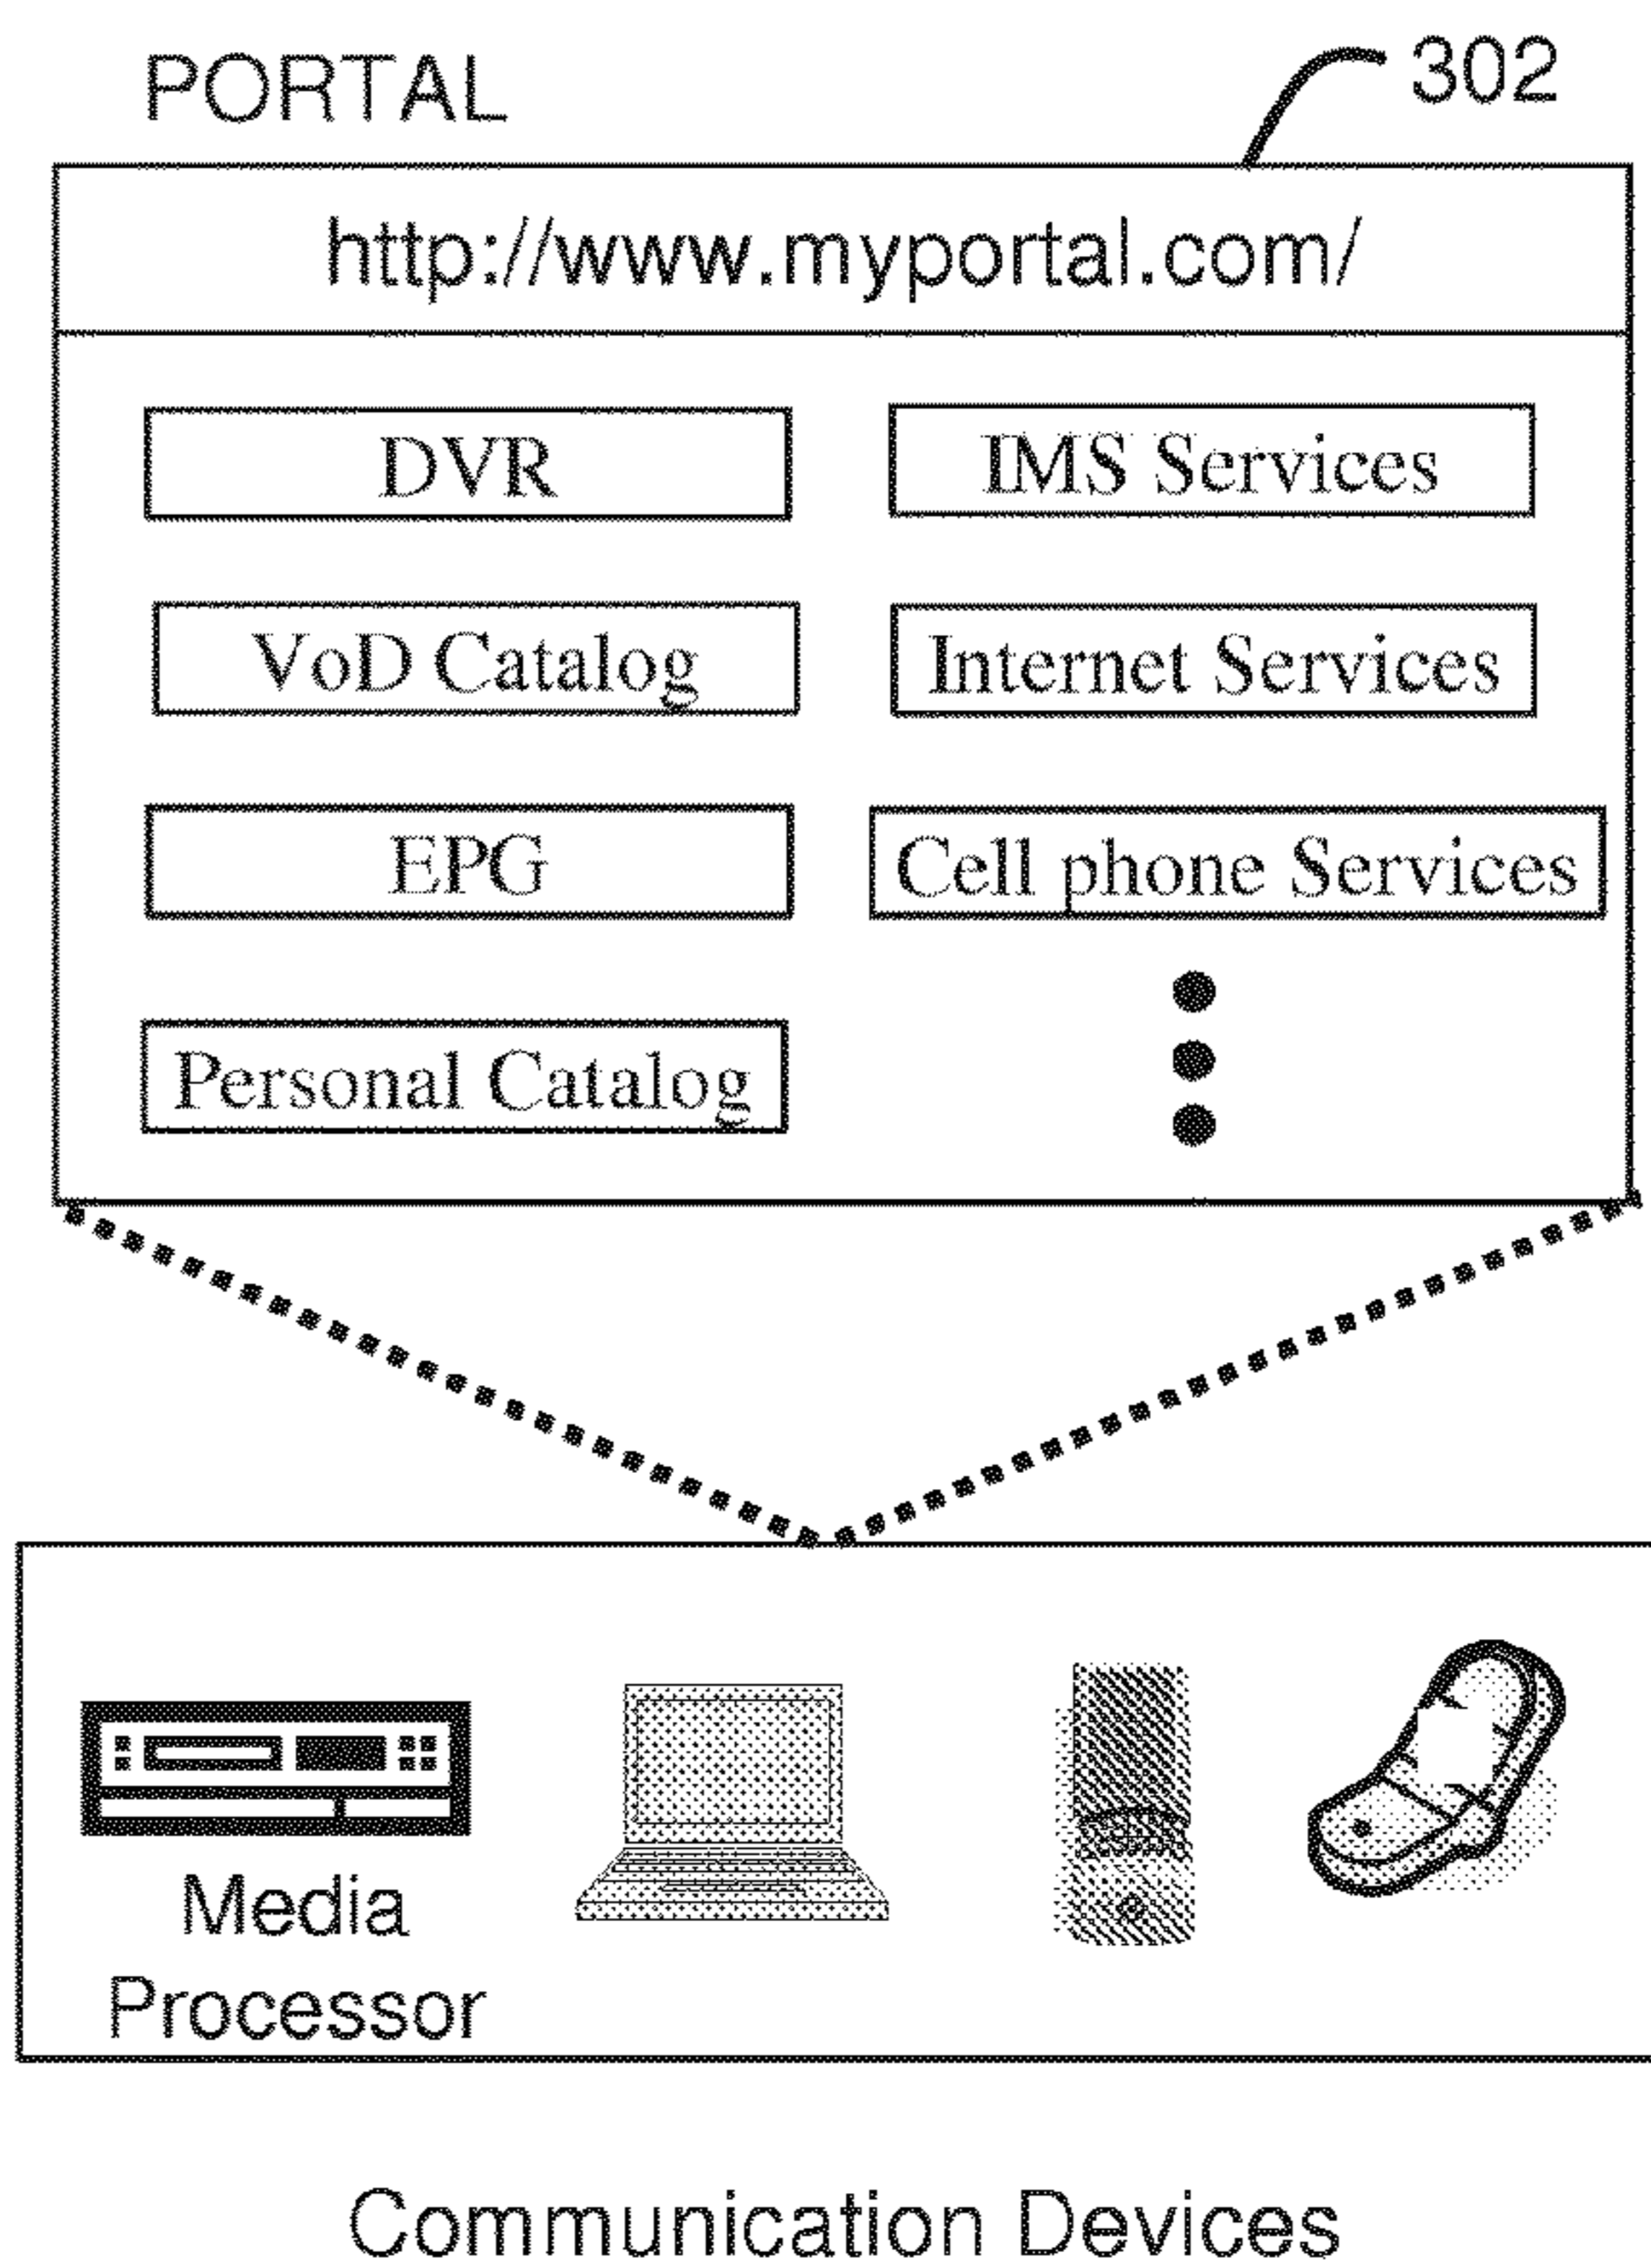 PORTAL
302
http://www.myportal.com/
DVR
IMS Services
VoD Catalog
Internet Services
EPG
Cell phone Services
Personal Catalog
Media
Processor
Communication Devices